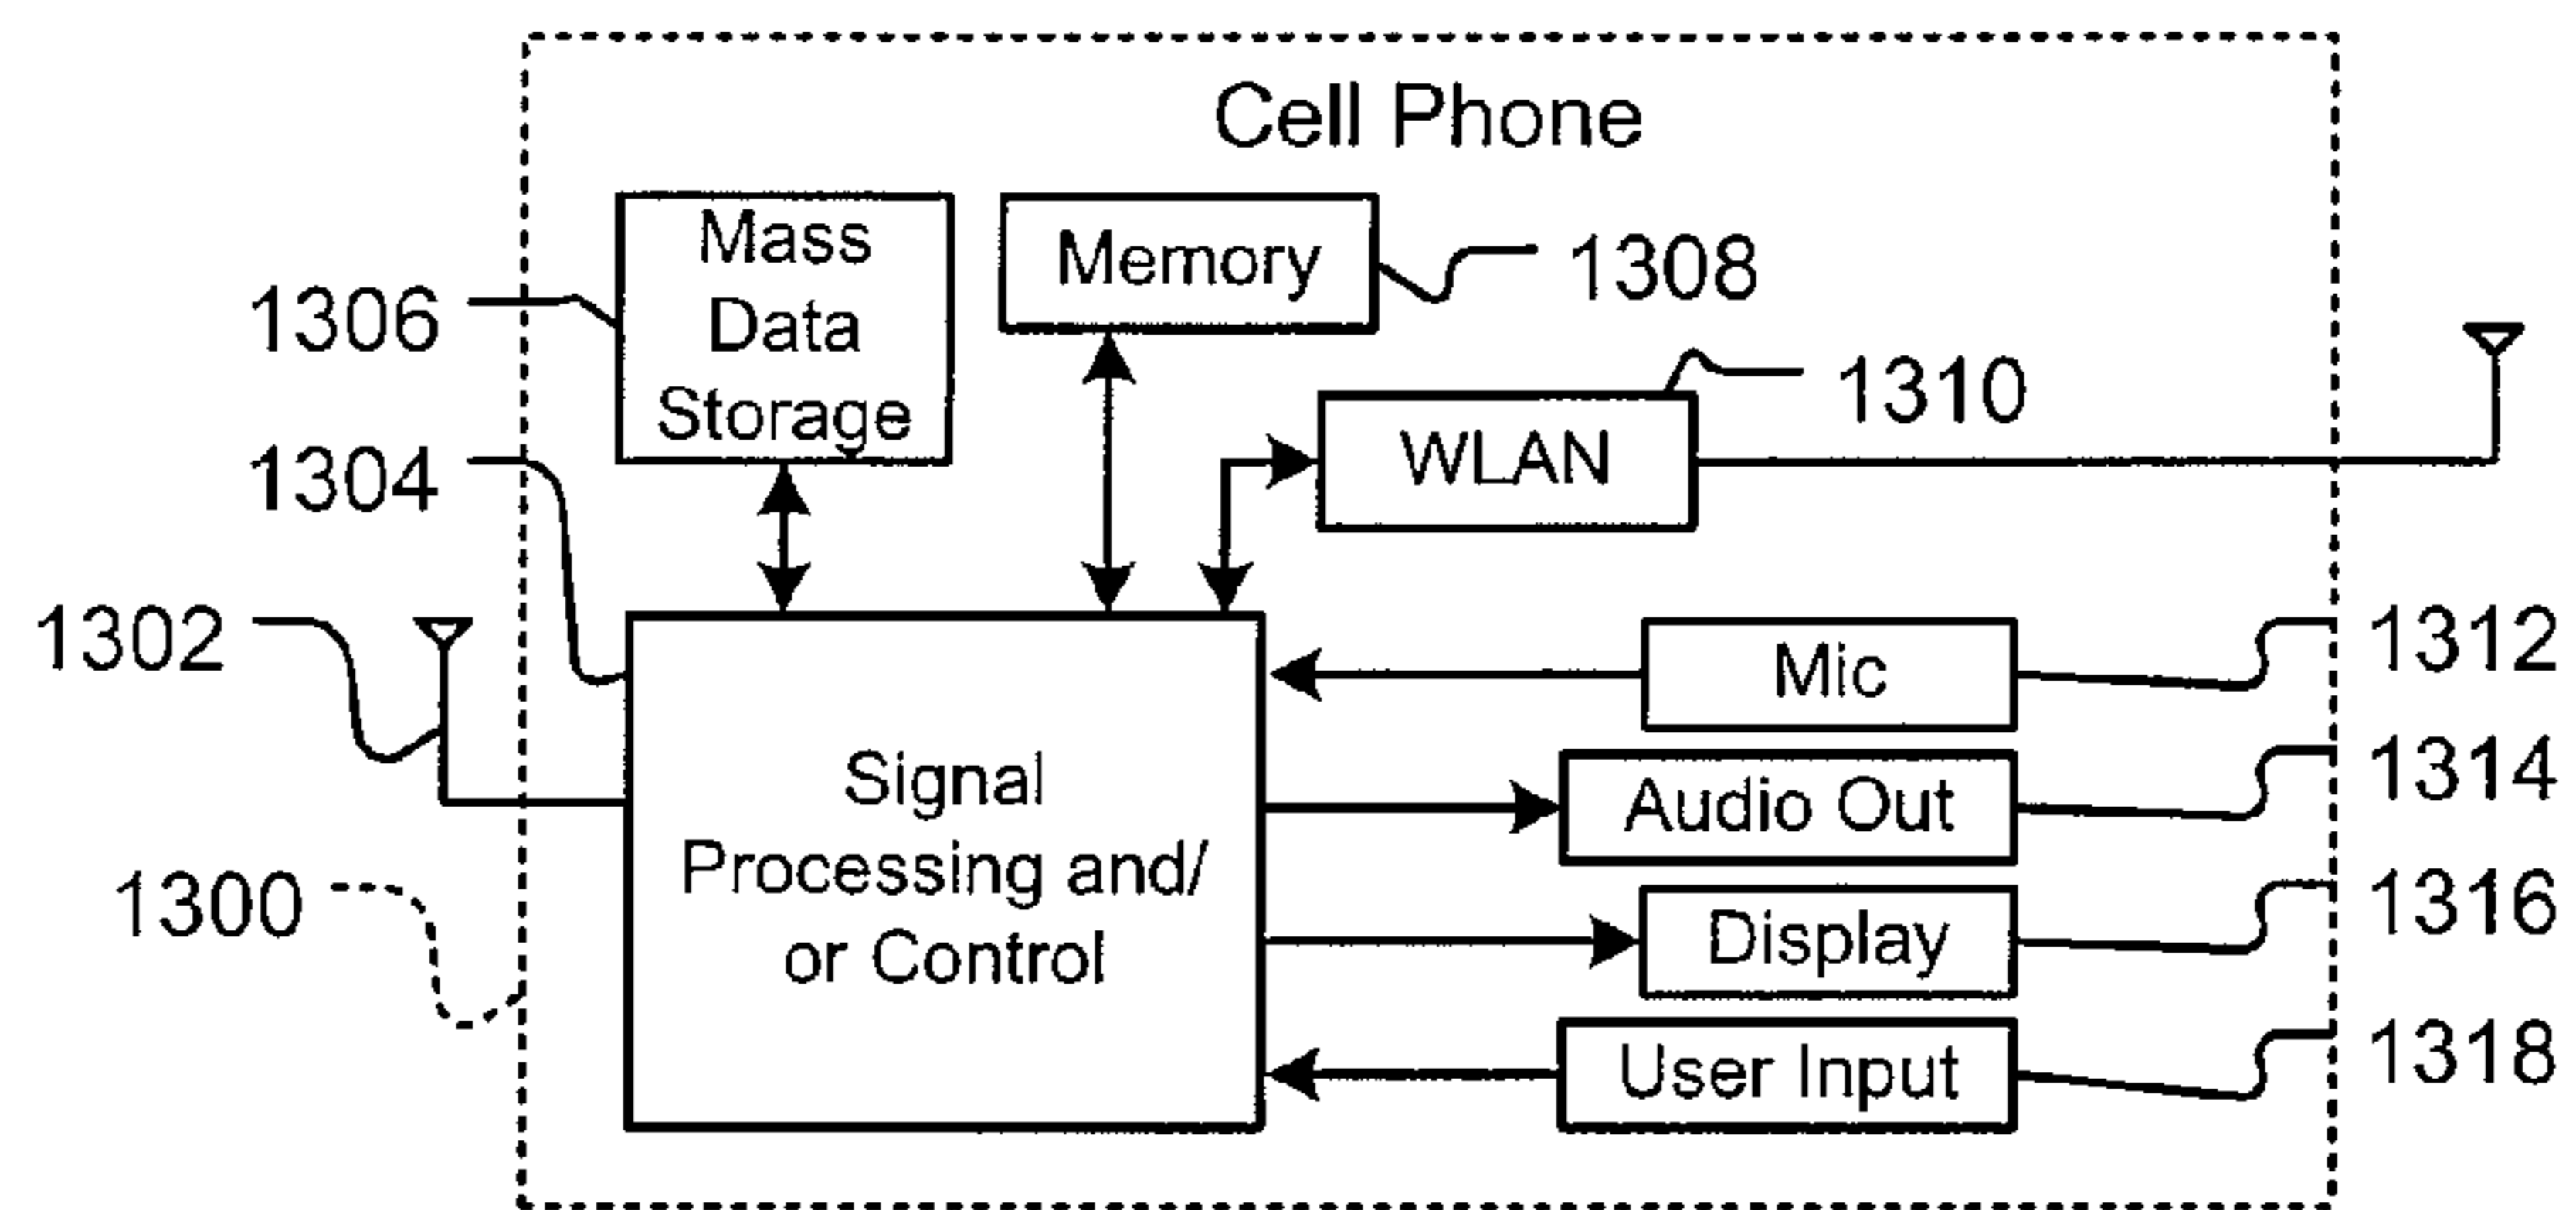 Cell Phone
Mass
Data
Storage
Memory
1308
1306
1310
WLAN
1304
1302
Mic
1312
Signal
Processing and/
or Control
Audio Out
1314
1300
Display
1316
User Input
1318